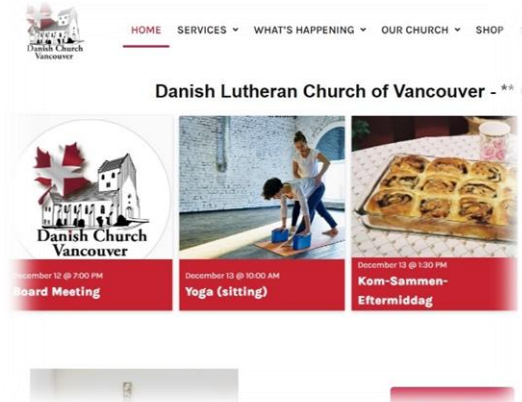 HOME SERVICES WHAT'S HAPPENING OUR CHURCH SHOP
Danish Church
Vancouver
Danish Lutheran Church of Vancouver - **
Danish Church
Vancouver
December 12 @ 7:00 PM
Board Meeting
December 13 @ 10:00 AM
Yoga (sitting)
December 13 @ 1:30 PM
Kom-Sammen-
Eftermiddag